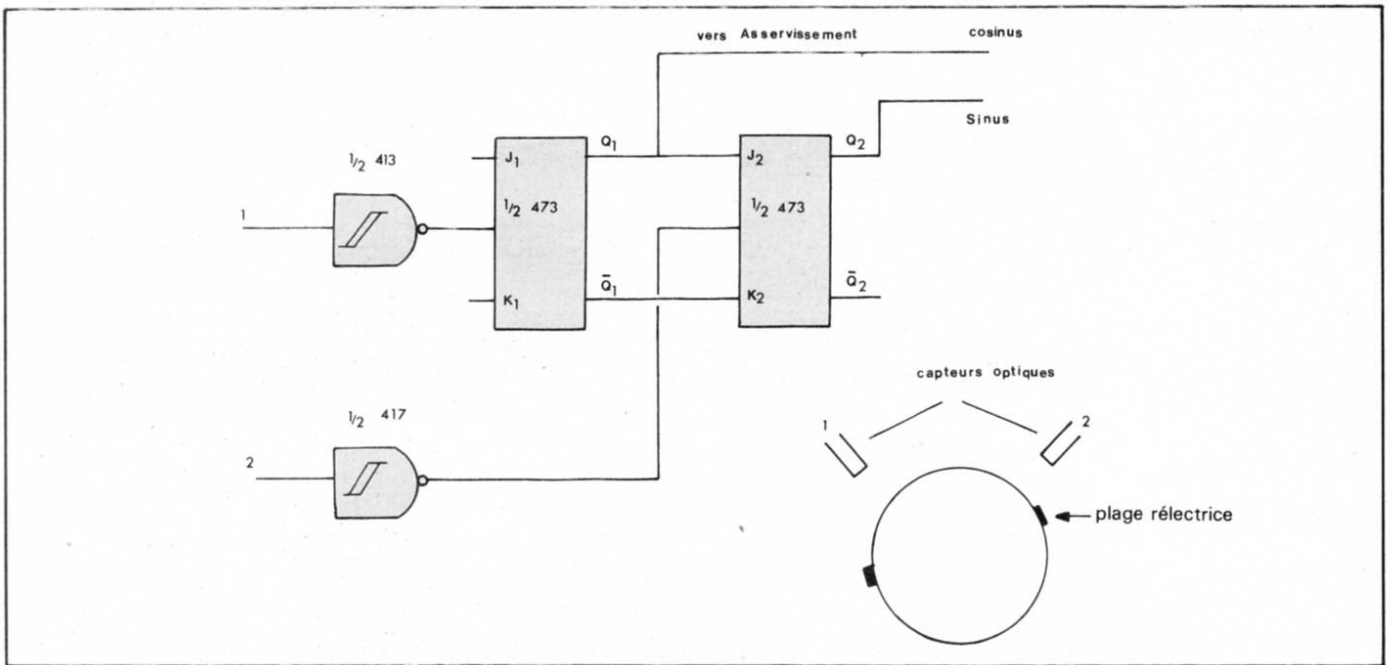 vers Asservissement cosinus
Sinus
1/2 413
J1
Q1
J2
Q2
1
1/2 473
1/2 473
K1
Q̄1
K2
Q̄2
capteurs optiques
1/2 417
1
2
2
plage rélectrice